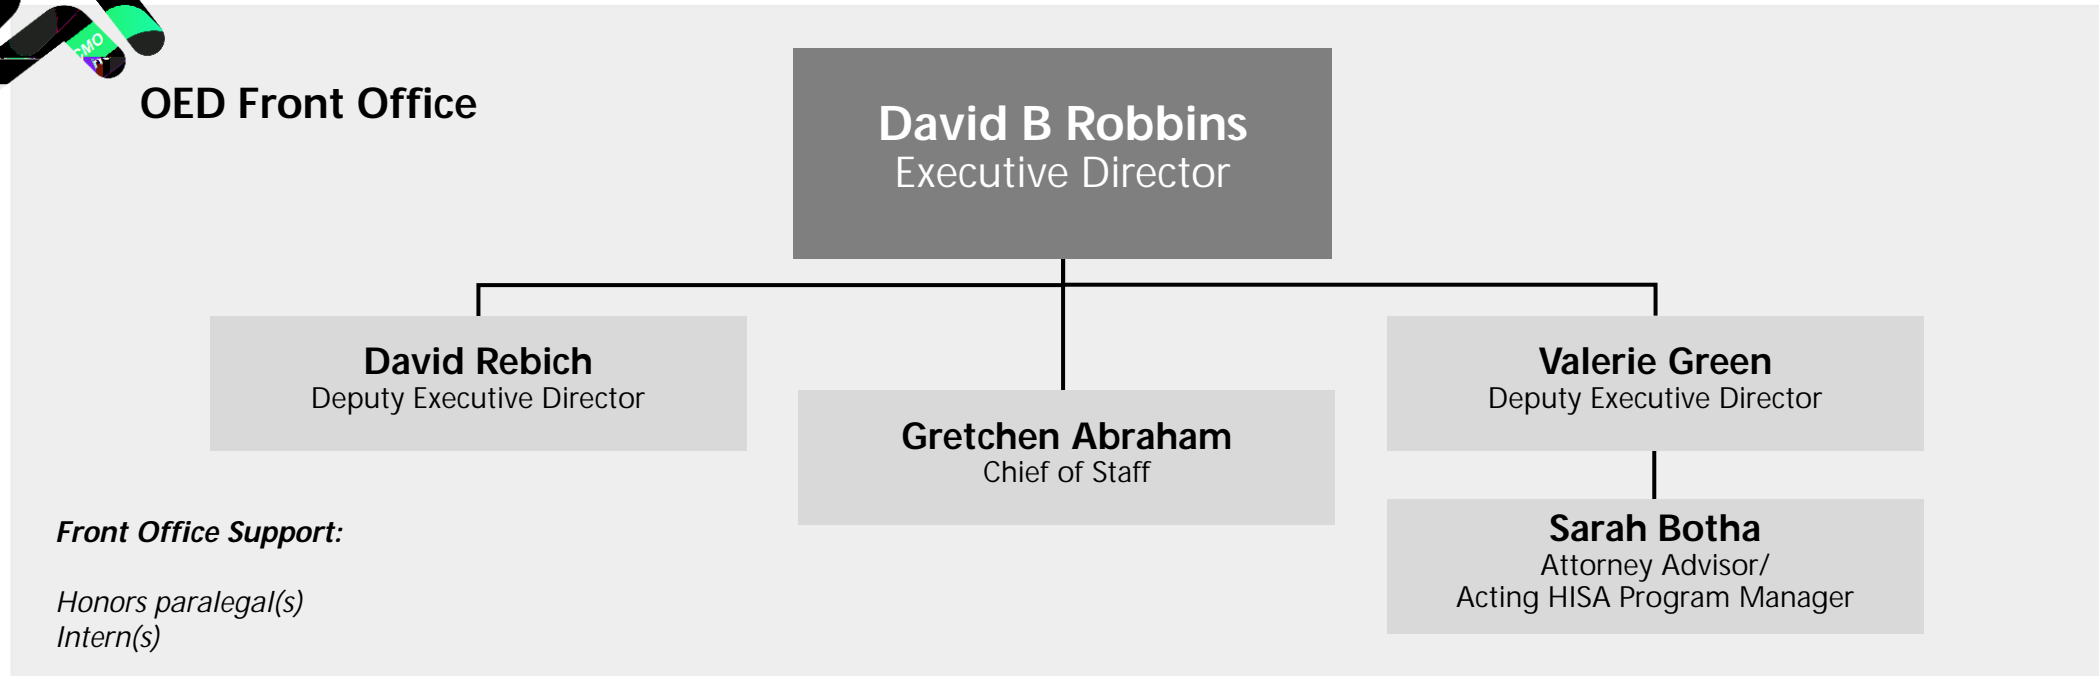 CMO
OED Front Office
David B Robbins
Executive Director
David Rebich
Deputy Executive Director
Gretchen Abraham
Chief of Staff
Valerie Green
Deputy Executive Director
Sarah Botha
Attorney Advisor/
Acting HISA Program Manager
Front Office Support:
Honors paralegal(s)
Intern(s)